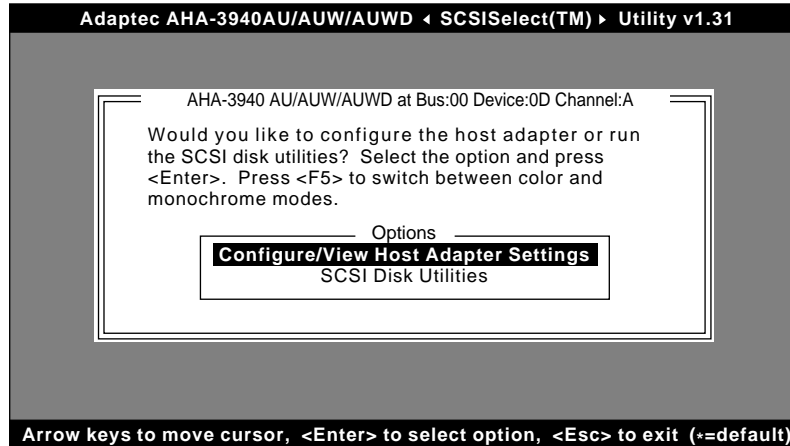 Adaptec AHA-3940AU/AUW/AUWD ◂ SCSISelect(TM) ▸ Utility v1.31
AHA-3940 AU/AUW/AUWD at Bus:00 Device:0D Channel:A
Would you like to configure the host adapter or run
the SCSI disk utilities? Select the option and press
<Enter>. Press <F5> to switch between color and
monochrome modes.
Options
Configure/View Host Adapter Settings
SCSI Disk Utilities
Arrow keys to move cursor, <Enter> to select option, <Esc> to exit (*=default)